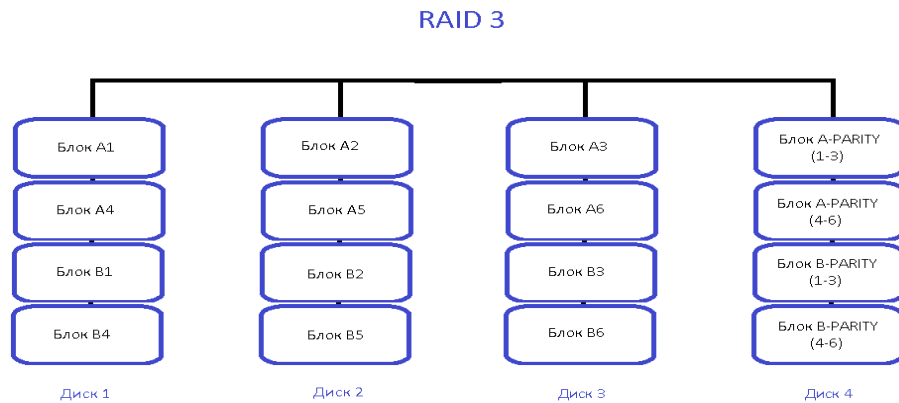 RAID 3
Блок A1
Блок A2
Блок A3
Блок A-PARITY
(1-3)
Блок A4
Блок A5
Блок A6
Блок A-PARITY
(4-6)
Блок B1
Блок B2
Блок B3
Блок B-PARITY
(1-3)
Блок B4
Блок B5
Блок B6
Блок B-PARITY
(4-6)
Диск 1
Диск 2
Диск 3
Диск 4